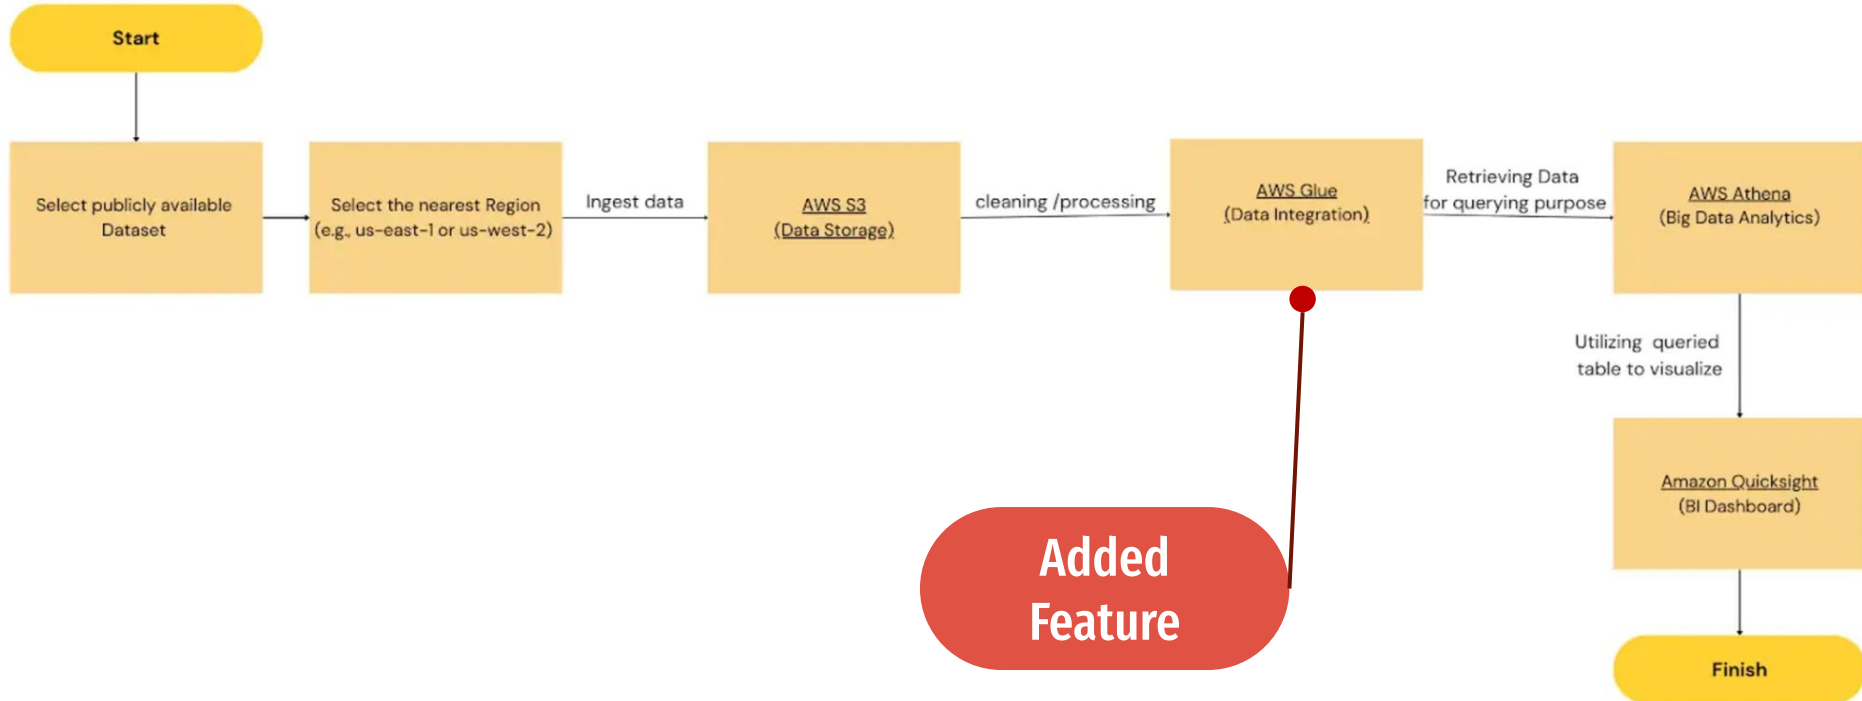 Start
Select publicly available
Dataset
Select the nearest Region
(e.g., us-east-1 or us-west-2)
Ingest data
AWS S3
(Data Storage)
cleaning /processing
AWS Glue
(Data Integration)
Retrieving Data
for querying purpose
AWS Athena
(Big Data Analytics)
Utilizing queried
table to visualize
Amazon Quicksight
(BI Dashboard)
Added
Feature
Finish